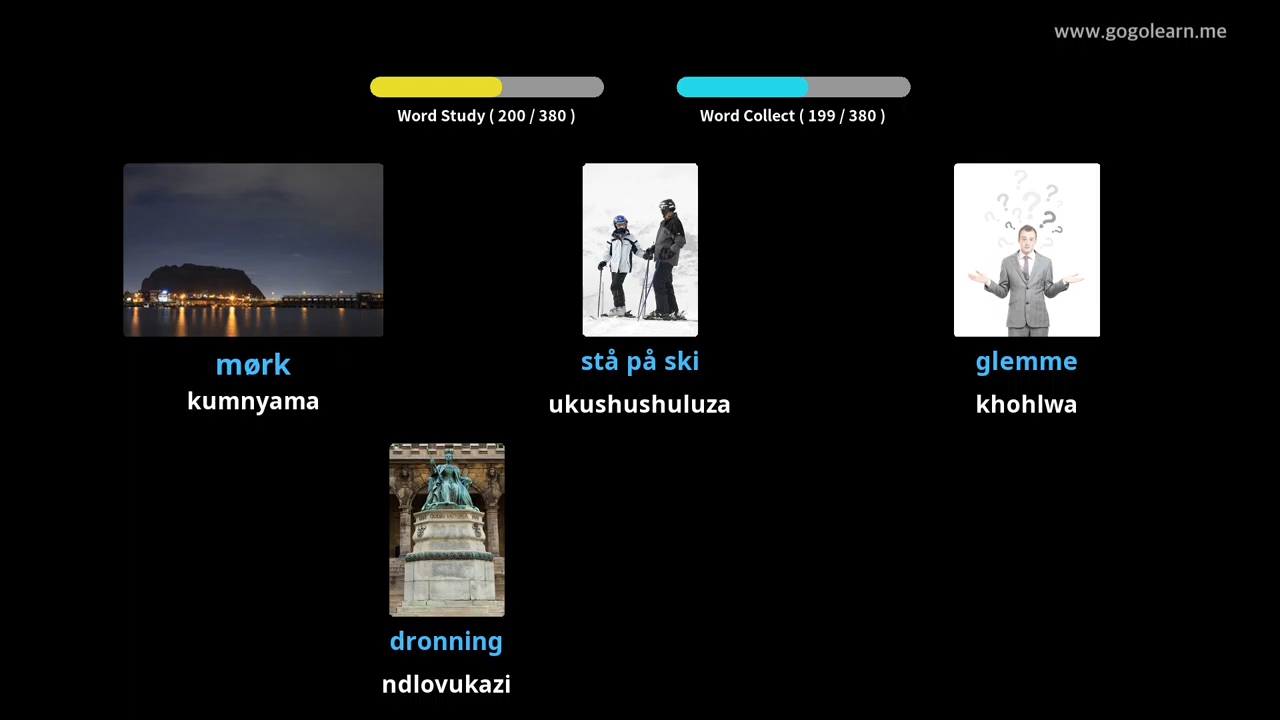 www.gogolearn.me
Word Study ( 200 / 380 )
Word Collect ( 199 / 380 )
mørk
kumnyama
stå på ski
ukushushuluza
glemme
khohlwa
dronning
ndlovukazi